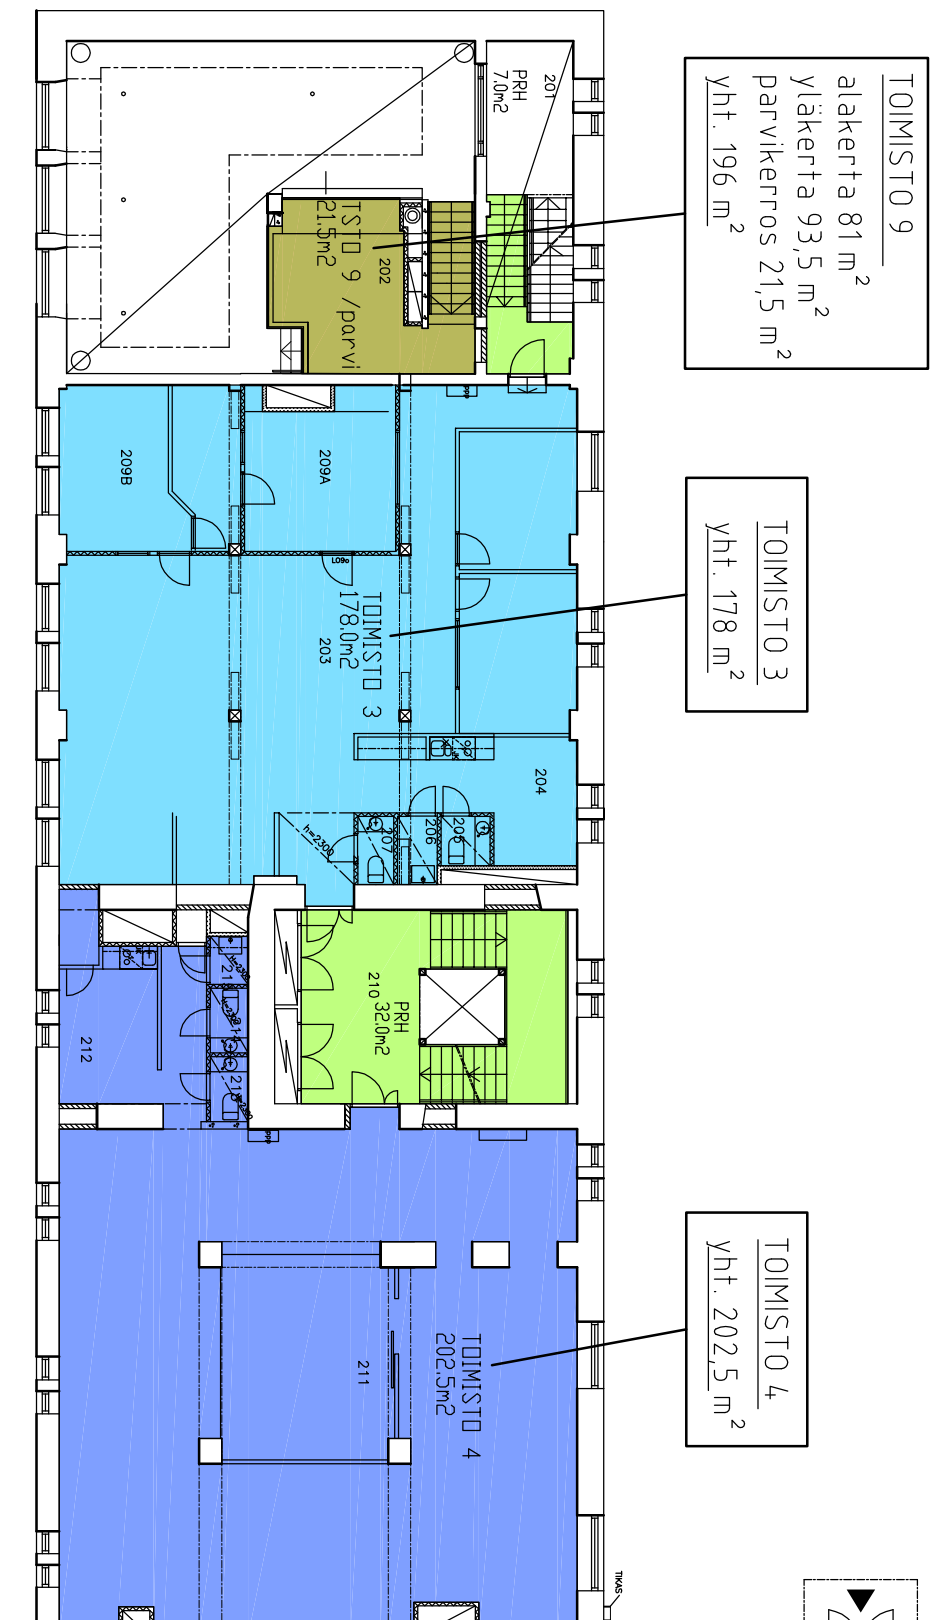 TOIMISTO 9
alakerta 81 m²
yläkerta 93,5 m²
parvikerros 21,5 m²
yht. 196 m²
201
PRH
7.0m2
TSTO 9 /parvi
21.5m2
202
TOIMISTO 3
yht. 178 m²
209B
209A
TOIMISTO 3
178.0m2
203
204
205
206
207
h=2300
210
PRH
32.0m2
212
TOIMISTO 4
yht. 202,5 m²
TOIMISTO 4
202.5m2
211
TIKAS